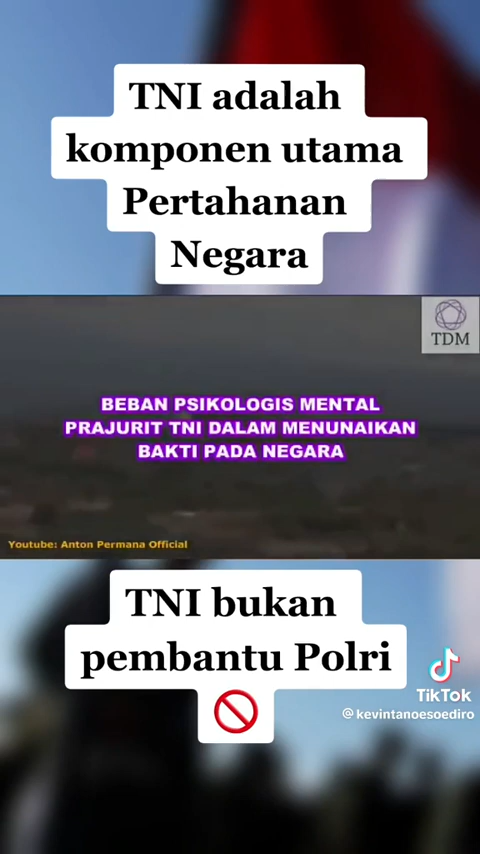 TNI adalah
komponen utama
Pertahanan
Negara
TDM
BEBAN PSIKOLOGIS MENTAL
PRAJURIT TNI DALAM MENUNAIKAN
BAKTI PADA NEGARA
Youtube: Anton Permana Official
TNI bukan
pembantu Polri
🚫
TikTok
@kevintanoesoediro